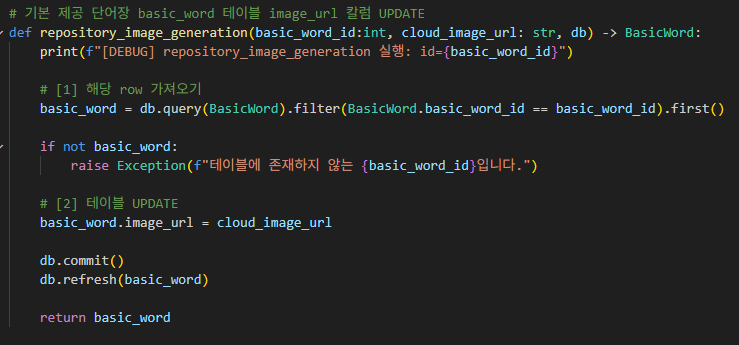 # 기본 제공 단어장 basic_word 테이블 image_url 칼럼 UPDATE
def repository_image_generation(basic_word_id:int, cloud_image_url: str, db) -> BasicWord:
    print(f"[DEBUG] repository_image_generation 실행: id={basic_word_id}")
    # [1] 해당 row 가져오기
    basic_word = db.query(BasicWord).filter(BasicWord.basic_word_id == basic_word_id).first()
    if not basic_word:
        raise Exception(f"테이블에 존재하지 않는 {basic_word_id}입니다.")
    # [2] 테이블 UPDATE
    basic_word.image_url = cloud_image_url
    db.commit()
    db.refresh(basic_word)
    return basic_word